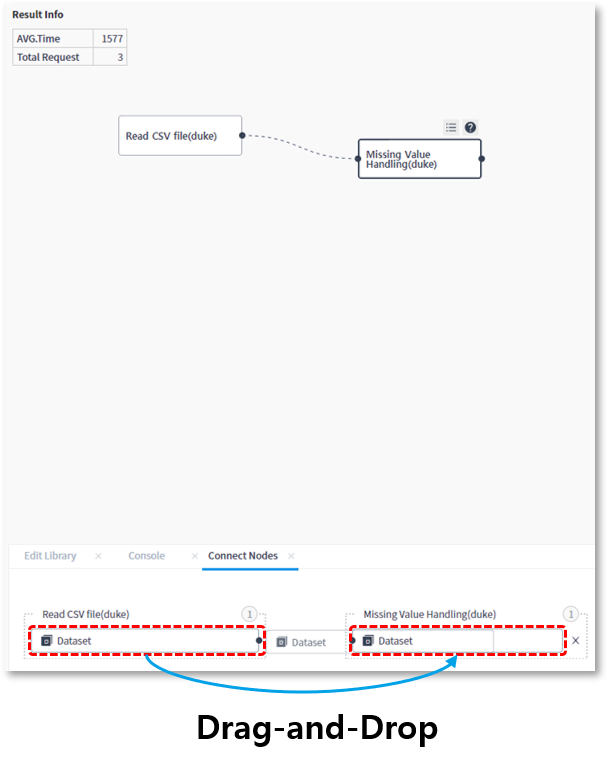 Result Info
AVG.Time 1577
Total Request 3
Read CSV file(duke)
Missing Value
Handling(duke)
Edit Library × Console × Connect Nodes ×
Read CSV file(duke) 1 Missing Value Handling(duke) 1
Dataset Dataset Dataset ×
Drag-and-Drop